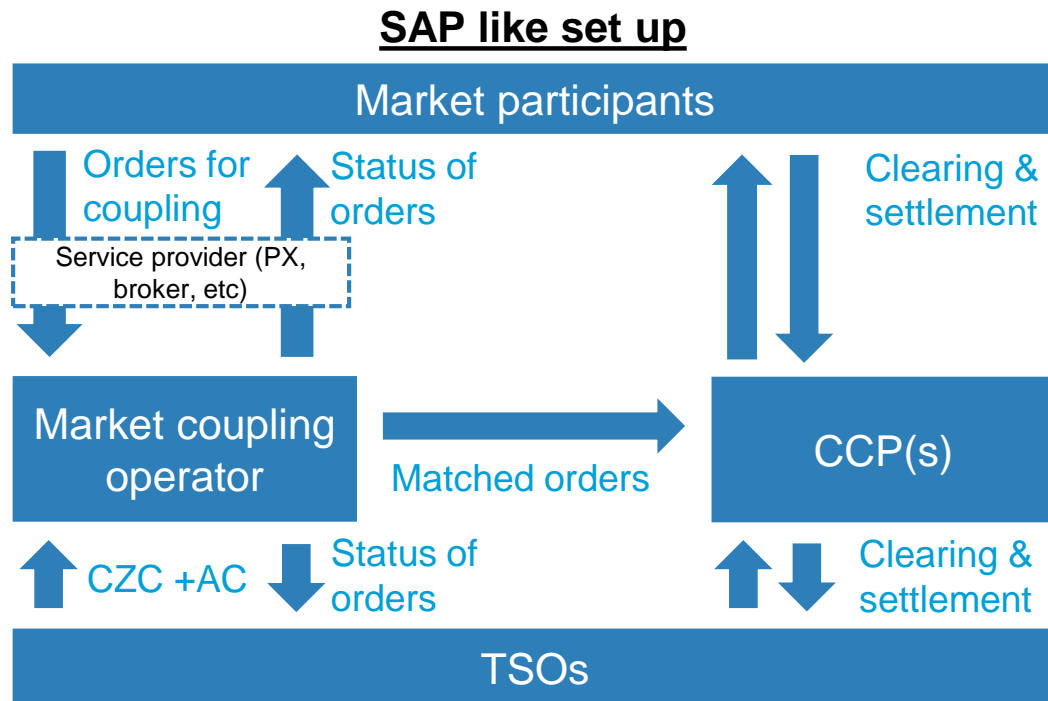 SAP like set up
Market participants
Orders for
coupling
Status of
orders
Clearing &
settlement
Service provider (PX,
broker, etc)
Market coupling
operator
Matched orders
CCP(s)
CZC +AC
Status of
orders
Clearing &
settlement
TSOs